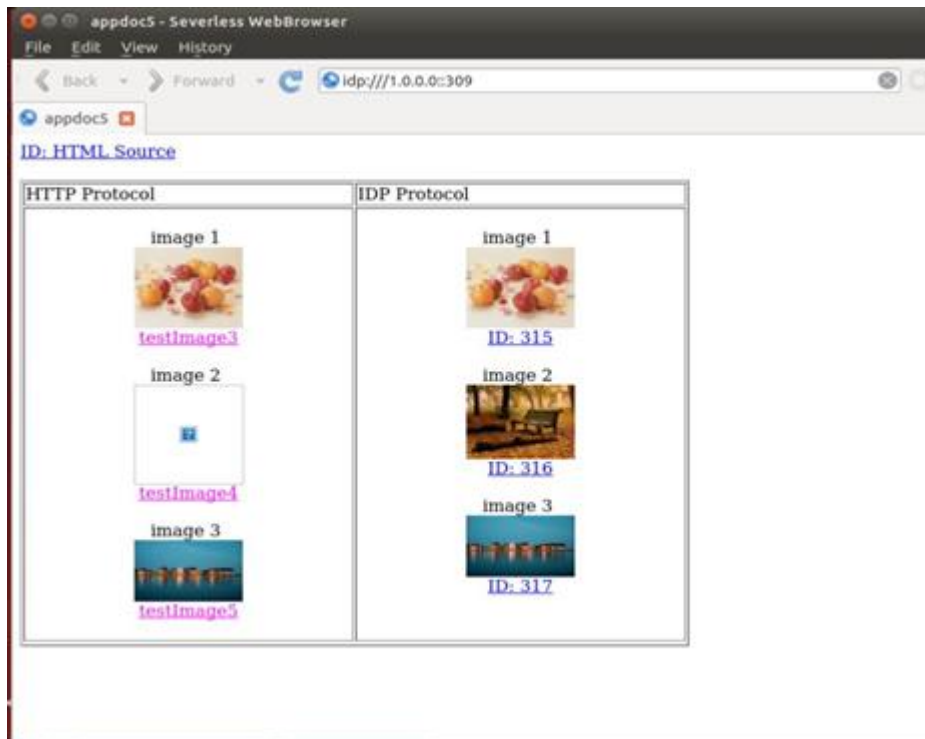 appdoc5 - Severless WebBrowser
File Edit View History
Back Forward idp:///1.0.0.0::309
appdoc5
ID: HTML Source
HTTP Protocol IDP Protocol
image 1 image 1
testImage3 ID: 315
image 2 image 2
testImage4 ID: 316
image 3 image 3
testImage5 ID: 317